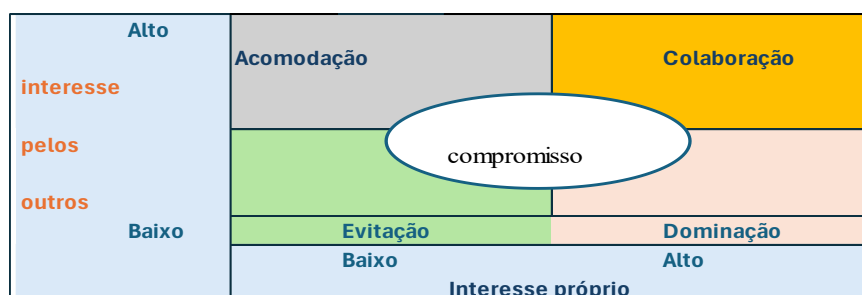 Alto
Acomodação Colaboração
interesse
pelos
compromisso
outros
Baixo Evitação Dominação
Baixo Alto
Interesse próprio